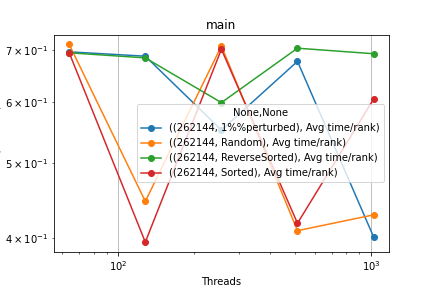 main
7 × 10⁻¹
6 × 10⁻¹
5 × 10⁻¹
4 × 10⁻¹
None,None
((262144, 1%%perturbed), Avg time/rank)
((262144, Random), Avg time/rank)
((262144, ReverseSorted), Avg time/rank)
((262144, Sorted), Avg time/rank)
10² 10³
Threads